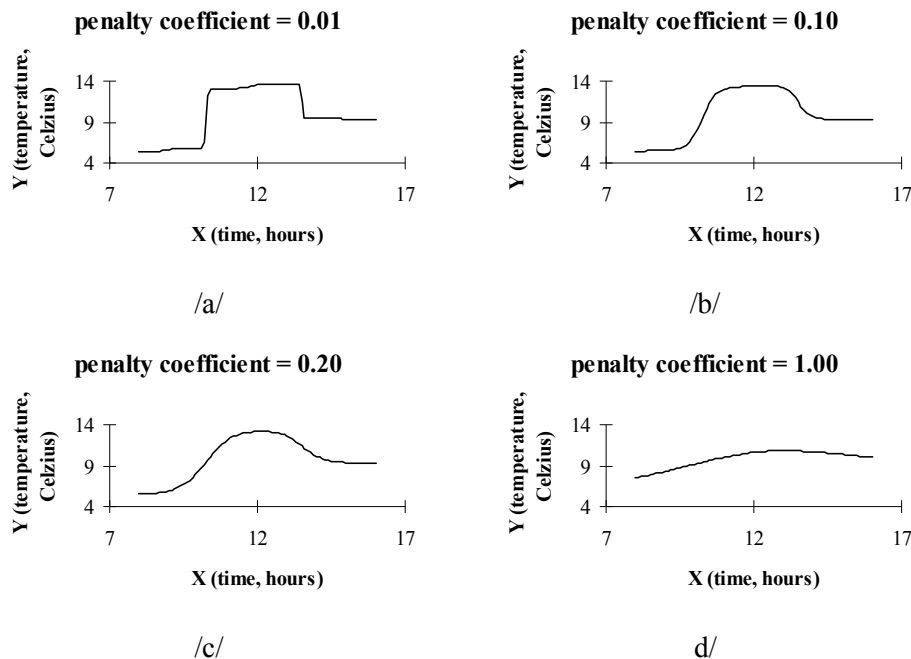 penalty coefficient = 0.01
Y (temperature,
Celzius)
14
9
4
7
12
17
X (time, hours)
/a/
penalty coefficient = 0.10
Y (temperature,
Celzius)
14
9
4
7
12
17
X (time, hours)
/b/
penalty coefficient = 0.20
Y (temperature,
Celzius)
14
9
4
7
12
17
X (time, hours)
/c/
penalty coefficient = 1.00
Y (temperature,
Celzius)
14
9
4
7
12
17
X (time, hours)
d/